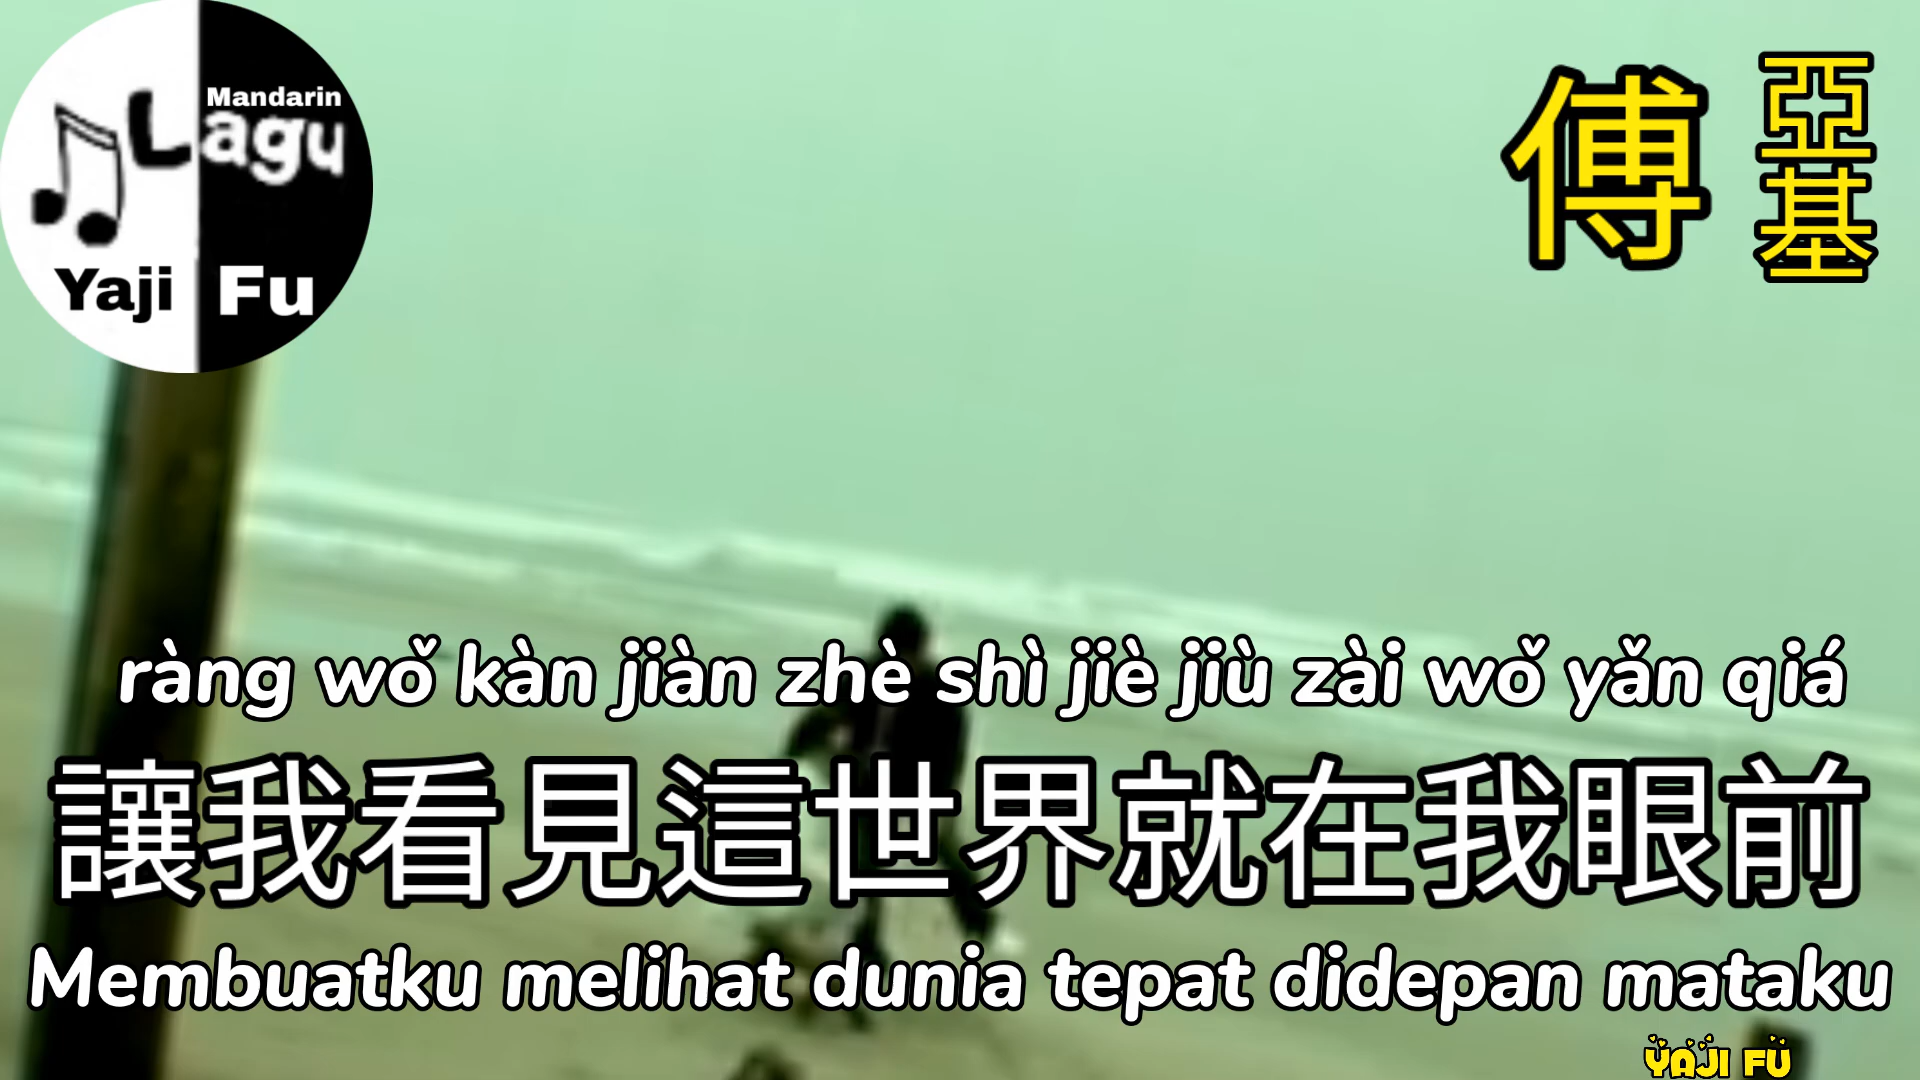 Mandarin
Lagu
Yaji Fu
傅
亞基
ràng wǒ kàn jiàn zhè shì jiè jiù zài wǒ yǎn qiá
讓我看見這世界就在我眼前
Membuatku melihat dunia tepat didepan mataku
YAJI FU